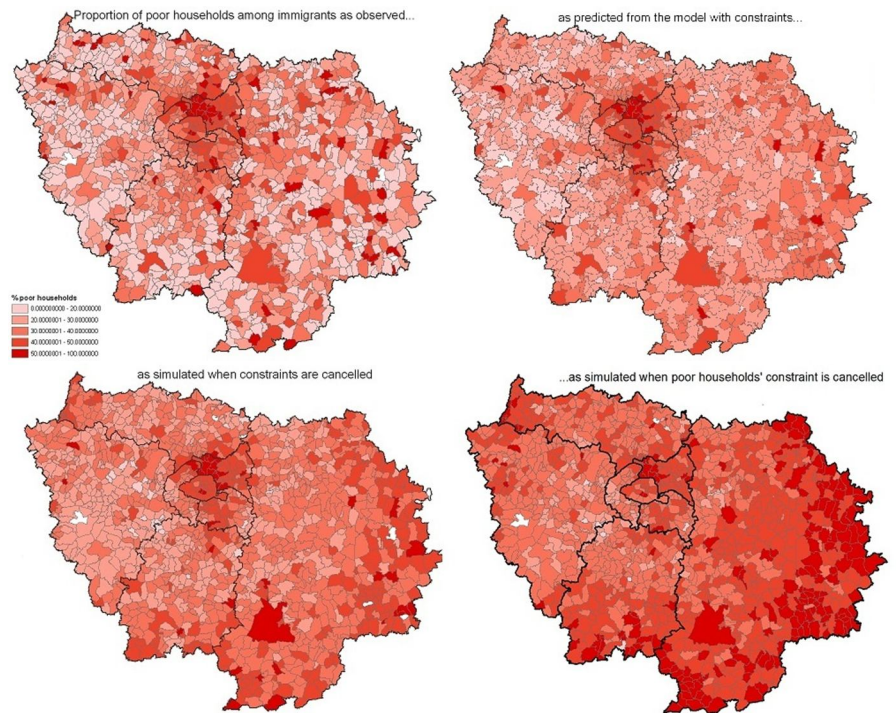 Proportion of poor households among immigrants as observed...
as predicted from the model with constraints...
% poor households
0.00000000 - 20.0000000
20.0000001 - 30.0000000
30.0000001 - 40.0000000
40.0000001 - 50.0000000
50.0000001 - 100.000000
as simulated when constraints are cancelled
...as simulated when poor households' constraint is cancelled